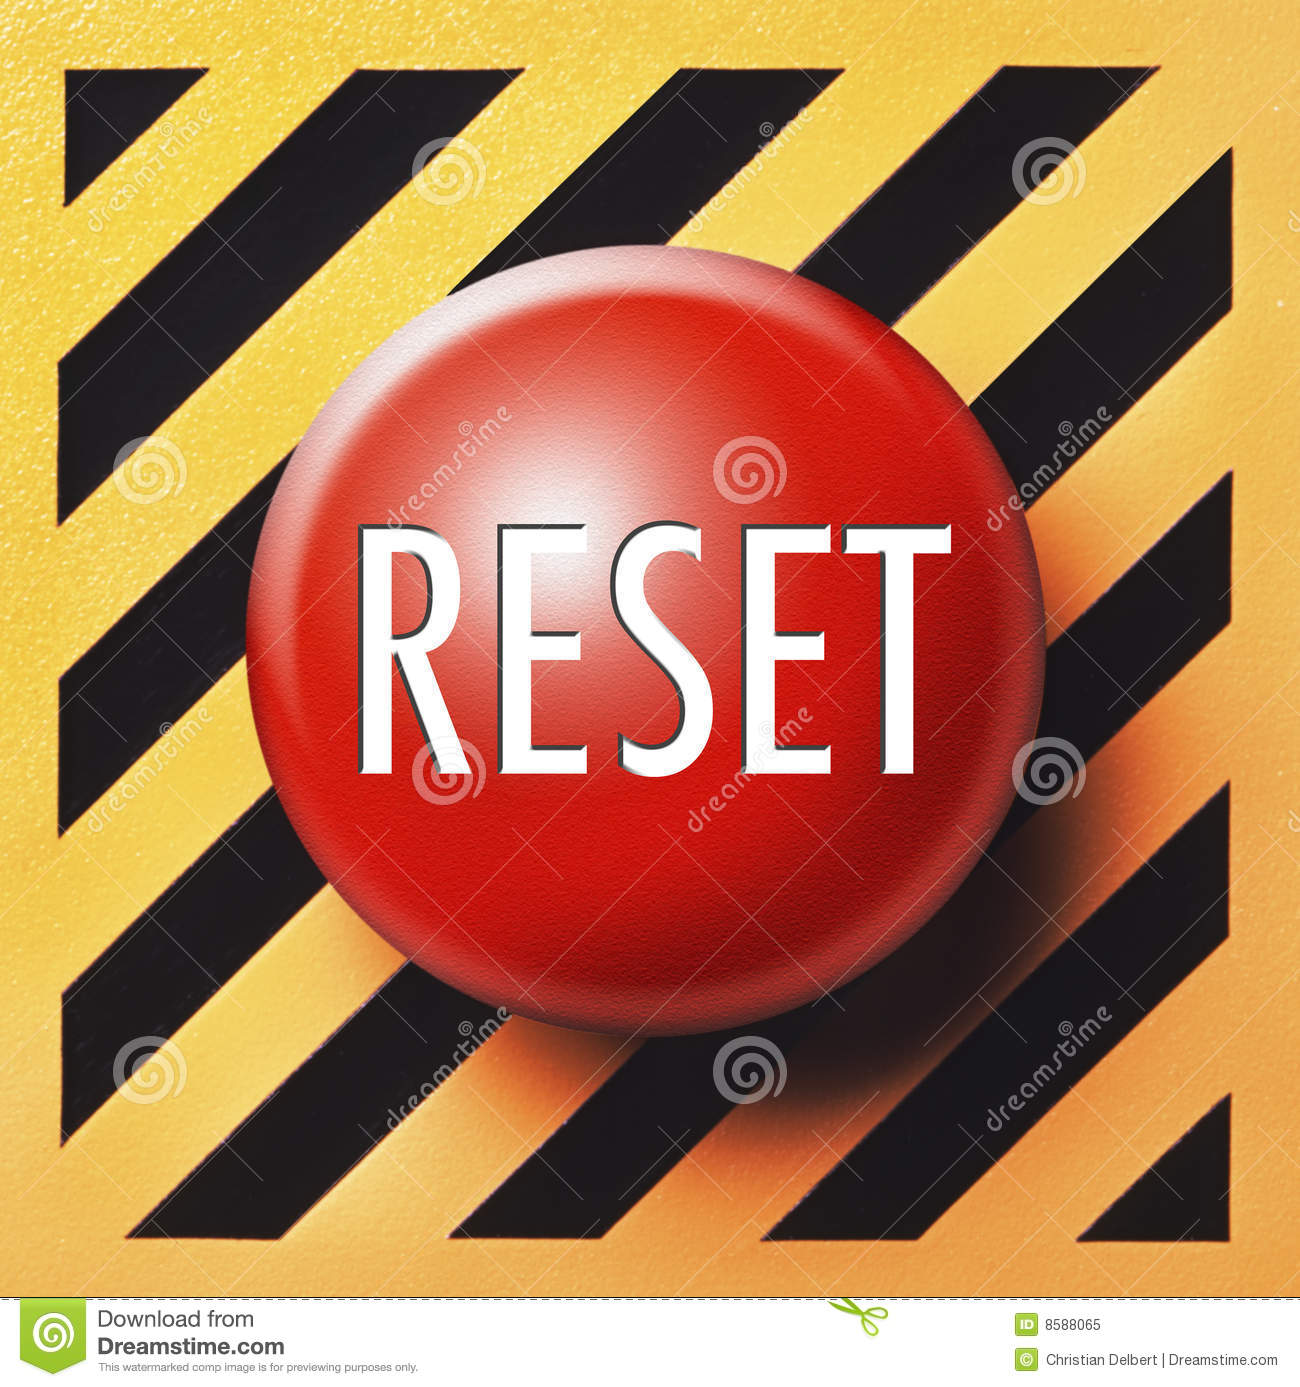 RESET
dreamstime
dreamstime
dreamstime
dreamstime
dreamstime
dreamstime
dreamstime
dreamstime
Download from
Dreamstime.com
This watermarked comp image is for previewing purposes only.
ID 8588065
© Christian Delbert | Dreamstime.com